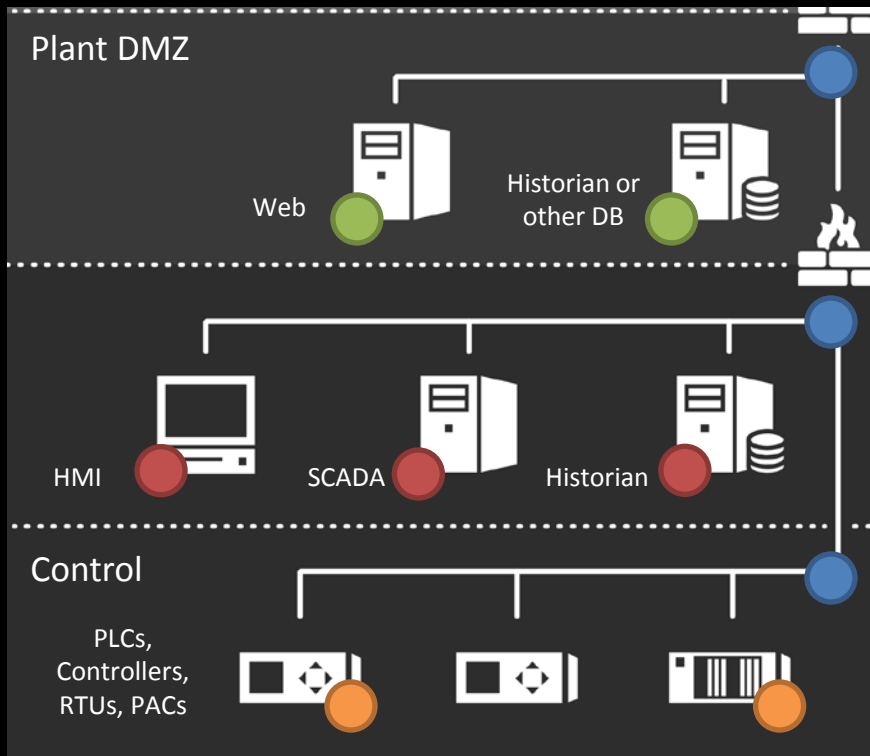 Plant DMZ
Web
Historian or
other DB
HMI
SCADA
Historian
Control
PLCs,
Controllers,
RTUs, PACs